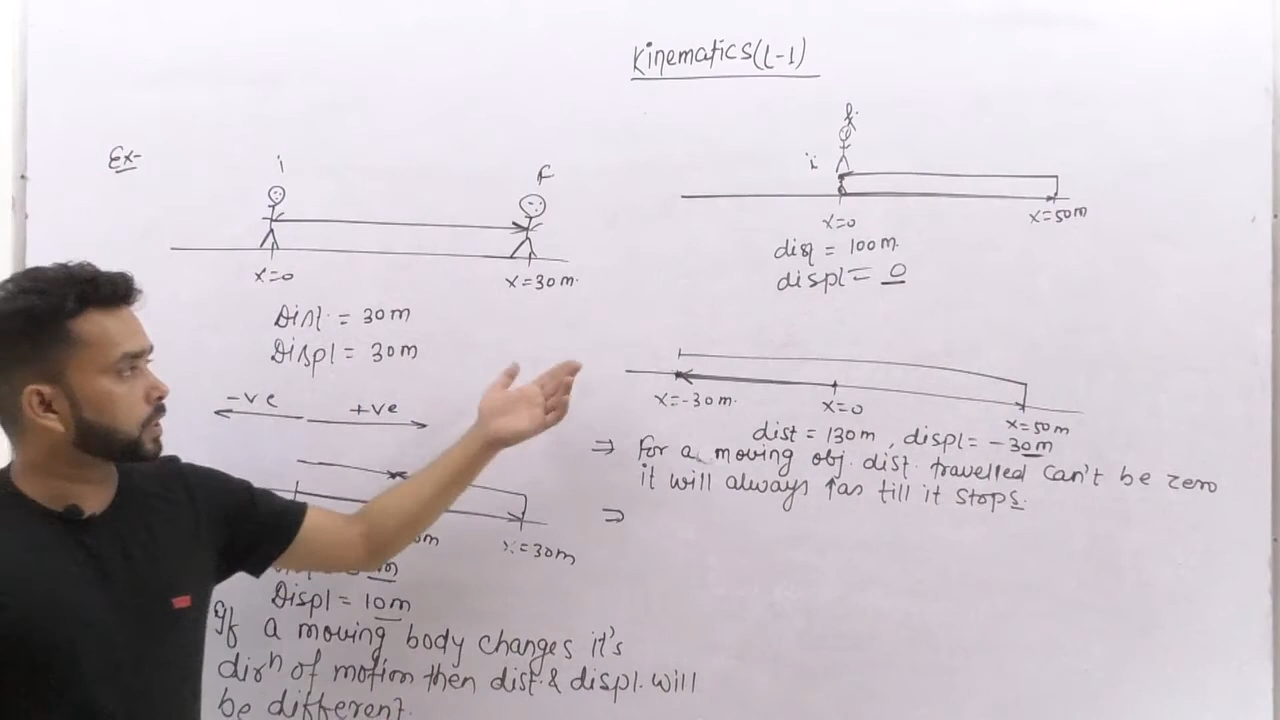 Kinematics(L-1)
Ex-
i
F
x=0
x=30m.
Dist. = 30m
Displ = 30m
-ve
+ve
x=30m
Displ = 10m
If a moving body changes it's
dirⁿ of motion then dist. & displ. will
be different.
f.
i
x=0
x=50m
dist = 100m.
displ = 0
x=-30m.
x=0
x=50m
dist = 130m, displ = -30m
⇒ For a moving obj. dist. travelled can't be zero
it will always ↑as till it stops.
⇒